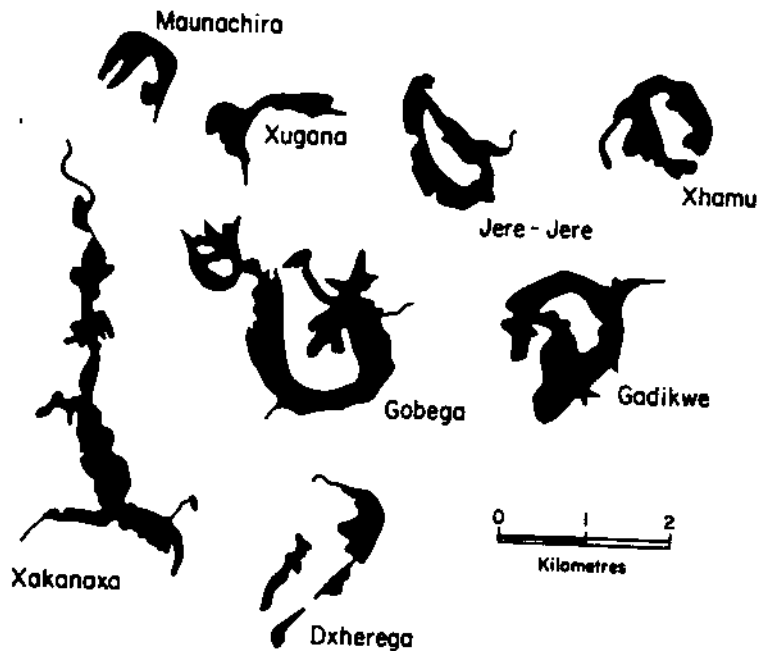 Maunachira
Xugana
Jere - Jere
Xhamu
Gobega
Gadikwe
Xakanaxa
Dxherega
0 1 2
Kilometres